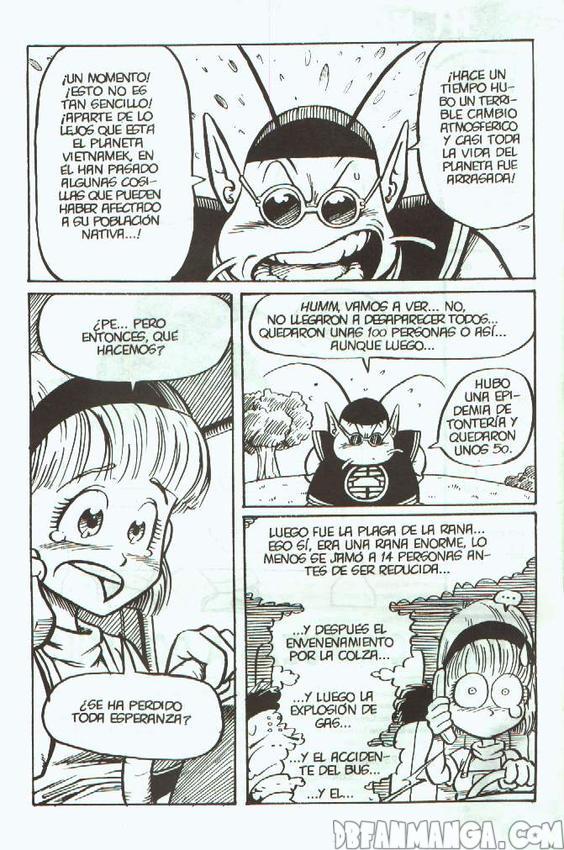 ¡UN MOMENTO!
¡ESTO NO ES
TAN SENCILLO!
¡APARTE DE LO
LEJOS QUE ESTA
EL PLANETA
VIETNAMEK, EN
EL HAN PASADO
ALGUNAS COSI-
LLAS QUE PUEDEN
HABER AFECTADO
A SU POBLACIÓN
NATIVA...!
¡HACE UN
TIEMPO HU-
BO UN TERRI-
BLE CAMBIO
ATMOSFERICO
Y CASI TODA
LA VIDA DEL
PLANETA FUE
ARRASADA!
¿PE... PERO
ENTONCES, QUÉ
HACEMOS?
¿SE HA PERDIDO
TODA ESPERANZA?
HUMM, VAMOS A VER... NO,
NO LLEGARON A DESAPARECER TODOS...
QUEDARON UNAS 100 PERSONAS O ASÍ...
AUNQUE LUEGO...
HUBO
UNA EPI-
DEMIA DE
TONTERÍA Y
QUEDARON
UNOS 50.
LUEGO FUE LA PLAGA DE LA RANA...
ESO SÍ, ERA UNA RANA ENORME, LO
MENOS SE JAMÓ A 14 PERSONAS AN-
TES DE SER REDUCIDA...
...Y DESPUÉS EL
ENVENENAMIENTO
POR LA COLZA...
...Y LUEGO LA
EXPLOSIÓN DE
GAS...
...Y EL ACCIDEN-
TE DEL BUS...
...Y EL...
...
DBFANMANGA.COM